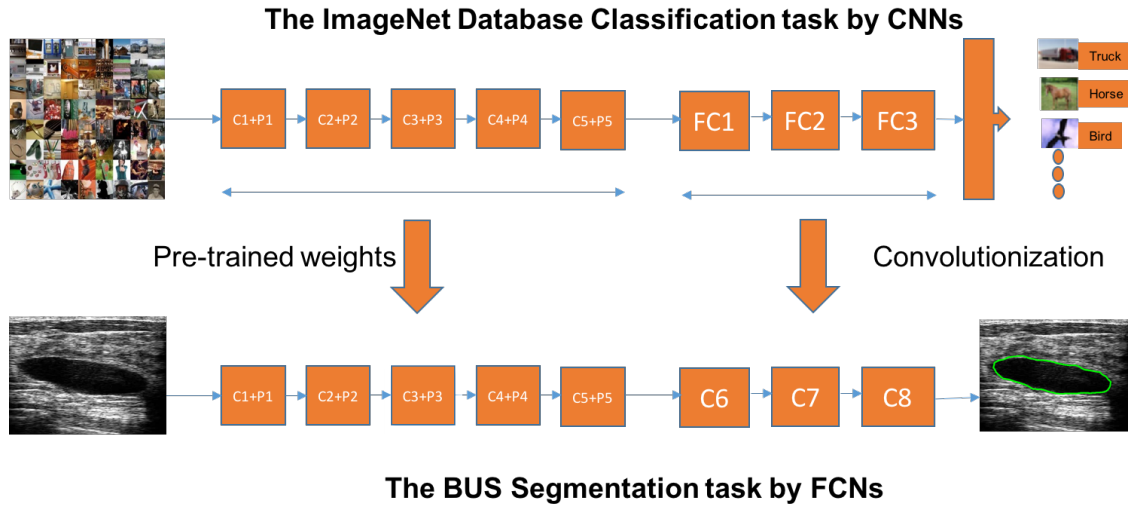 The ImageNet Database Classification task by CNNs
Truck
Horse
Bird
C1+P1
C2+P2
C3+P3
C4+P4
C5+P5
FC1
FC2
FC3
Pre-trained weights
Convolutionization
C1+P1
C2+P2
C3+P3
C4+P4
C5+P5
C6
C7
C8
The BUS Segmentation task by FCNs